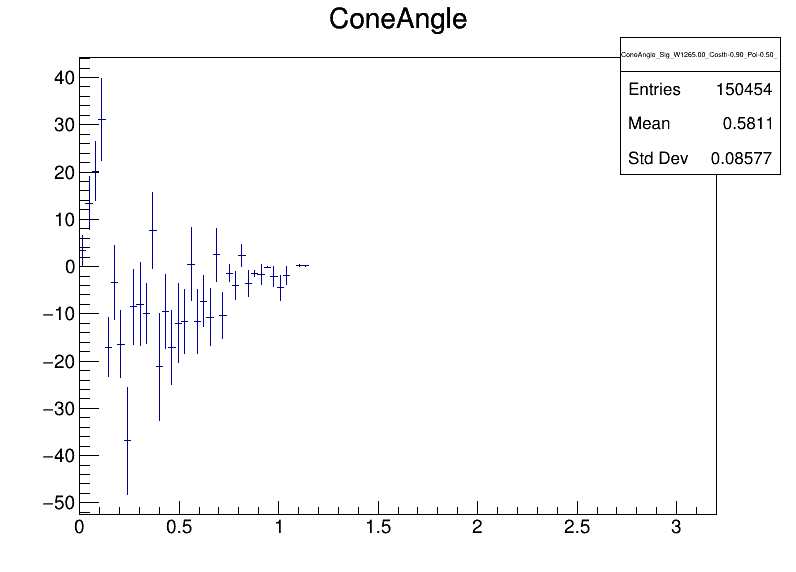 ConeAngle
ConeAngle_Sig_W1265.00_Costh-0.90_Pol-0.50_
Entries 150454
Mean 0.5811
Std Dev 0.08577
40
30
20
10
0
−10
−20
−30
−40
−50
0 0.5 1 1.5 2 2.5 3